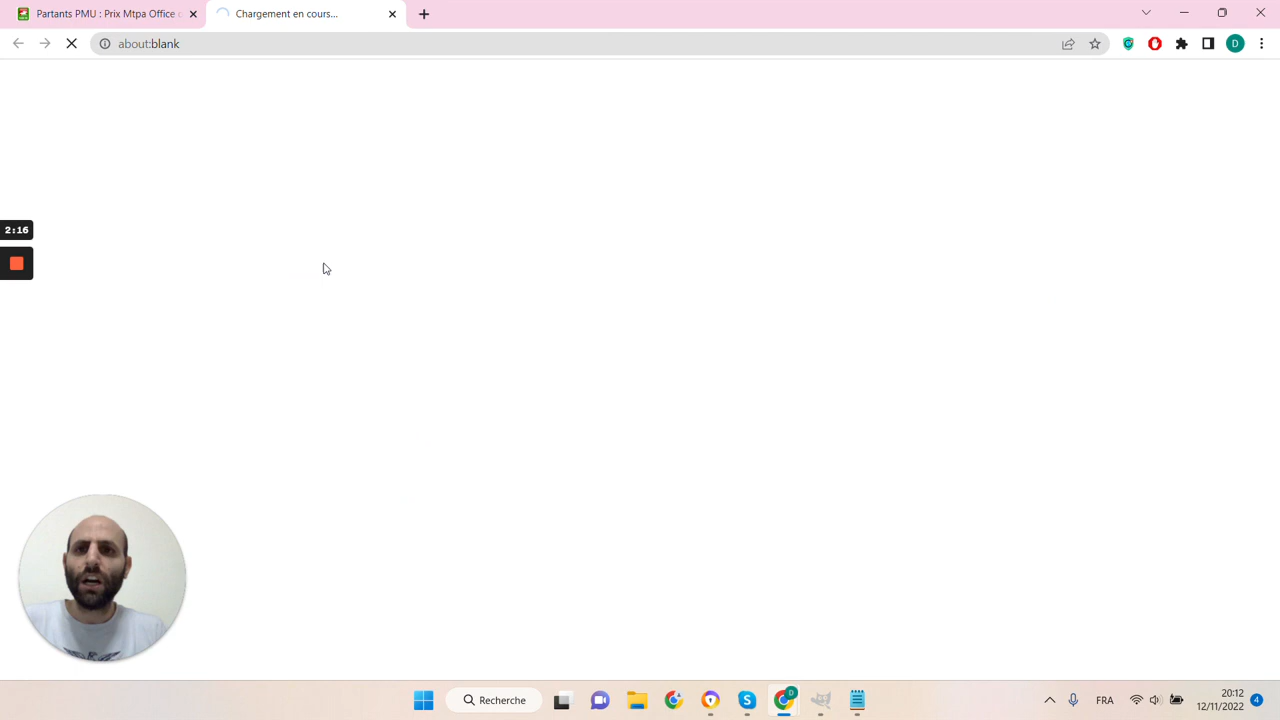 Partants PMU : Prix Mtpa Office
Chargement en cours...
about:blank
D
2:16
Recherche
D
FRA
20:12
12/11/2022
4